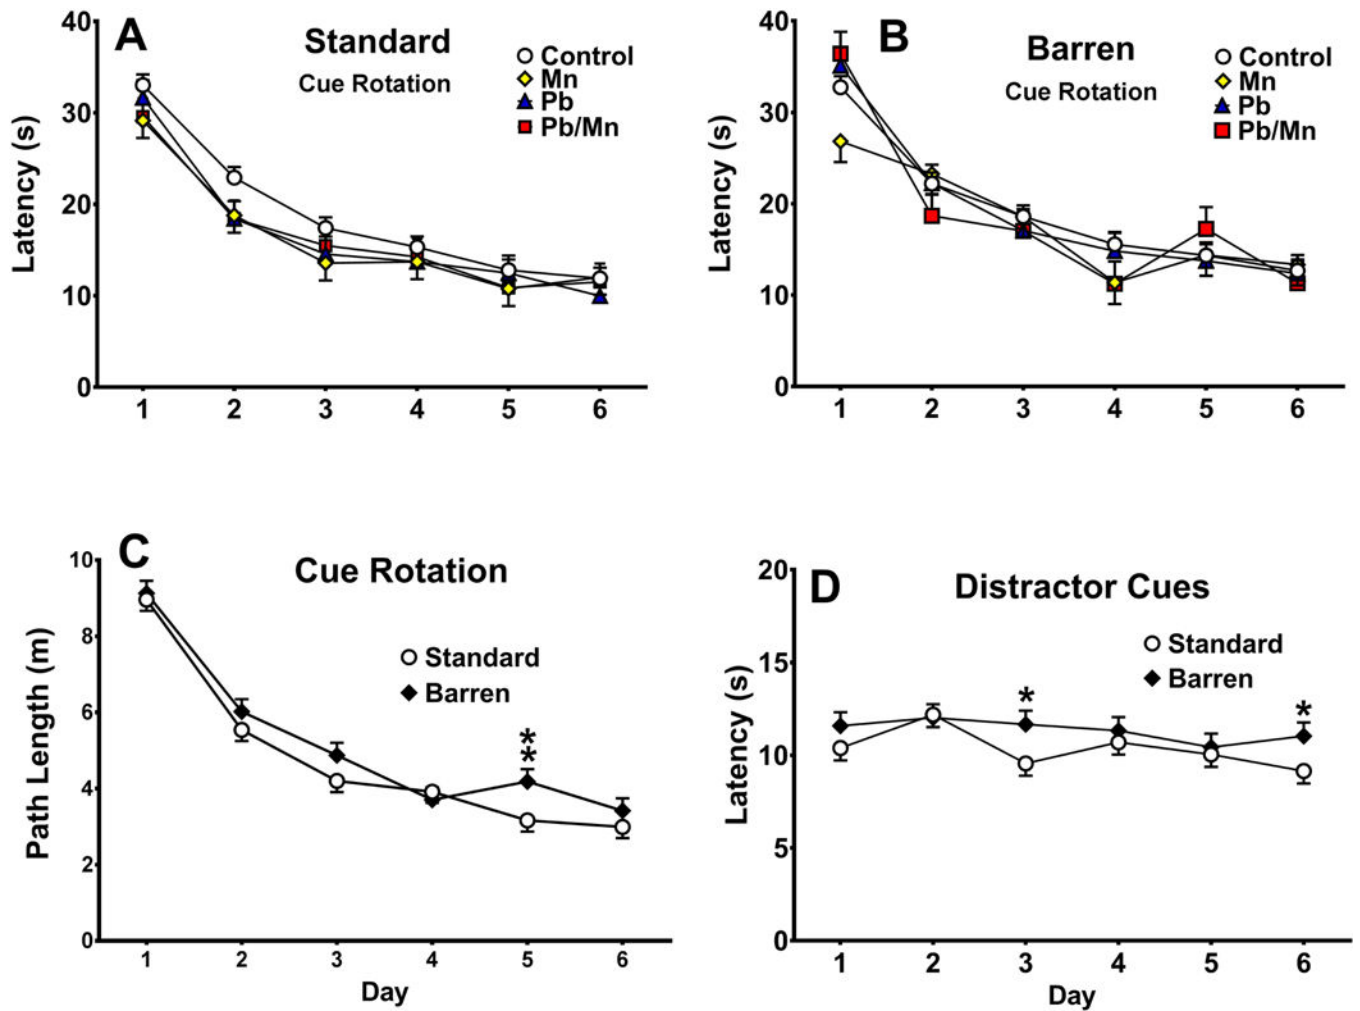 A
Standard
Cue Rotation
Control
Mn
Pb
Pb/Mn
Latency (s)
40
30
20
10
0
1 2 3 4 5 6
B
Barren
Cue Rotation
Control
Mn
Pb
Pb/Mn
Latency (s)
40
30
20
10
0
1 2 3 4 5 6
C
Cue Rotation
Standard
Barren
Path Length (m)
10
8
6
4
2
0
*
*
1 2 3 4 5 6
Day
D
Distractor Cues
Standard
Barren
Latency (s)
20
15
10
5
0
* *
1 2 3 4 5 6
Day